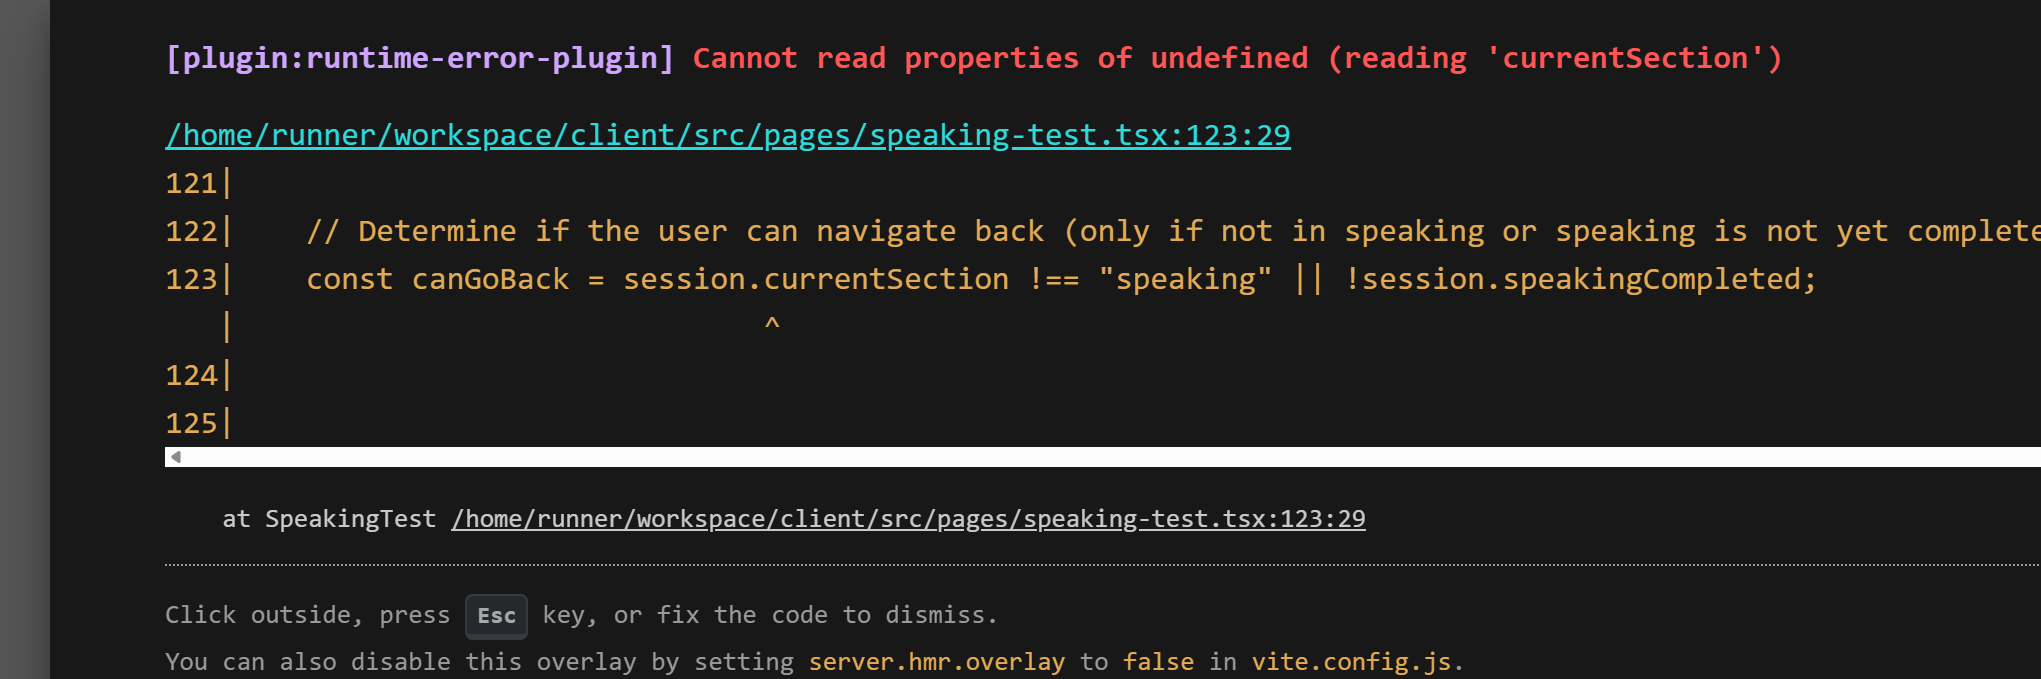 [plugin:runtime-error-plugin] Cannot read properties of undefined (reading 'currentSection')
/home/runner/workspace/client/src/pages/speaking-test.tsx:123:29
121|
122|    // Determine if the user can navigate back (only if not in speaking or speaking is not yet complete
123|    const canGoBack = session.currentSection !== "speaking" || !session.speakingCompleted;
   |                              ^
124|
125|
at SpeakingTest /home/runner/workspace/client/src/pages/speaking-test.tsx:123:29
Click outside, press Esc key, or fix the code to dismiss.
You can also disable this overlay by setting server.hmr.overlay to false in vite.config.js.